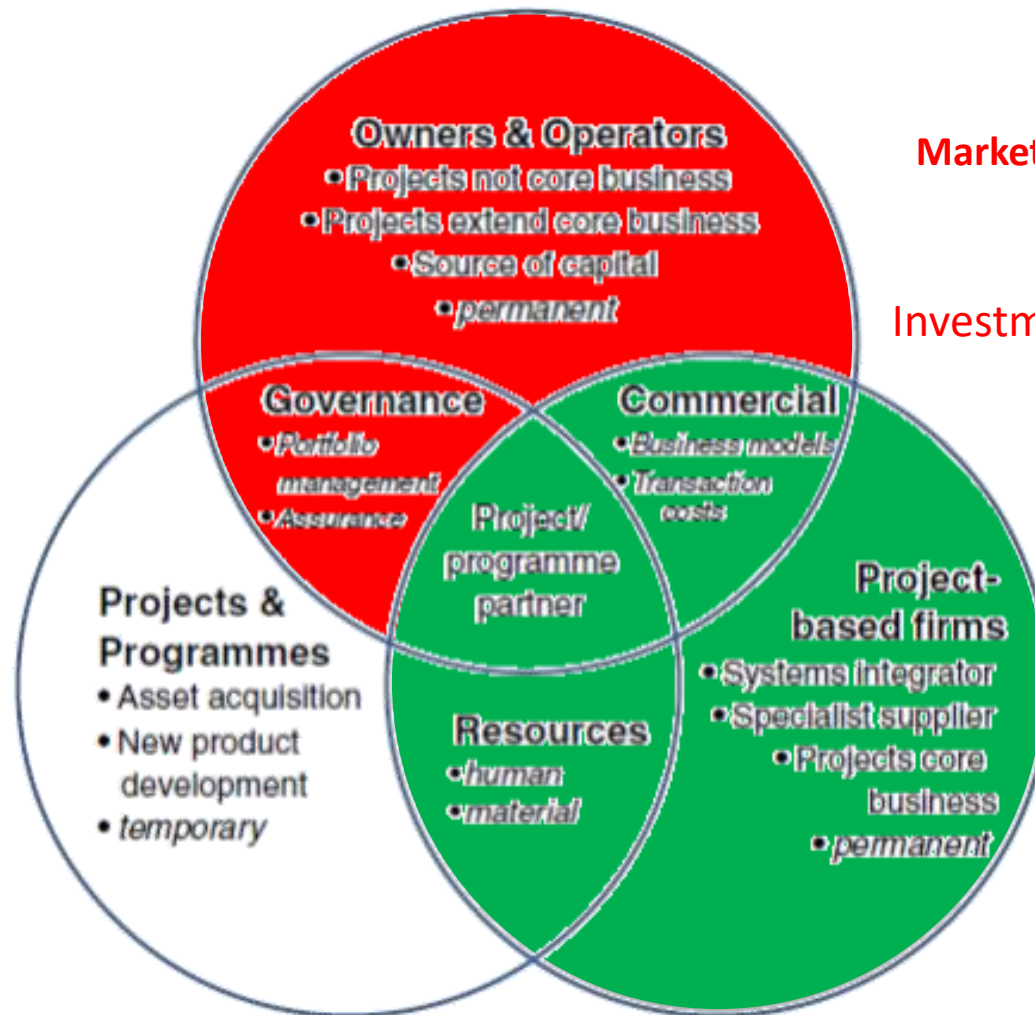 Owners & Operators
• Projects not core business
• Projects extend core business
• Source of capital
• permanent
Market
Investm
Governance
• Portfolio
management
• Assurance
Commercial
• Business models
• Transaction
costs
Project/
programme
partner
Projects &
Programmes
• Asset acquisition
• New product
development
• temporary
Resources
• human
• material
Project-
based firms
• Systems integrator
• Specialist supplier
• Projects core
business
• permanent